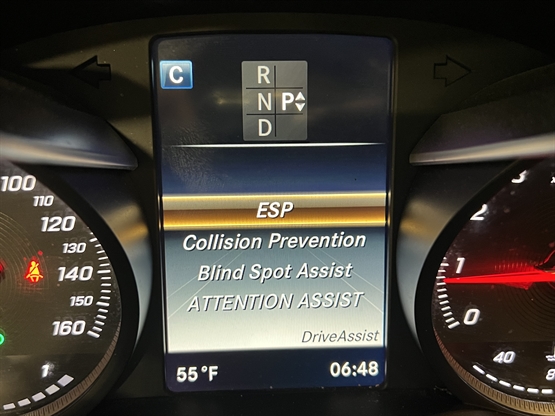 C
R
N P
D
ESP
Collision Prevention
Blind Spot Assist
ATTENTION ASSIST
DriveAssist
55 °F
06:48
100
110
120
130
140
150
160
1
3
2
1
0
40